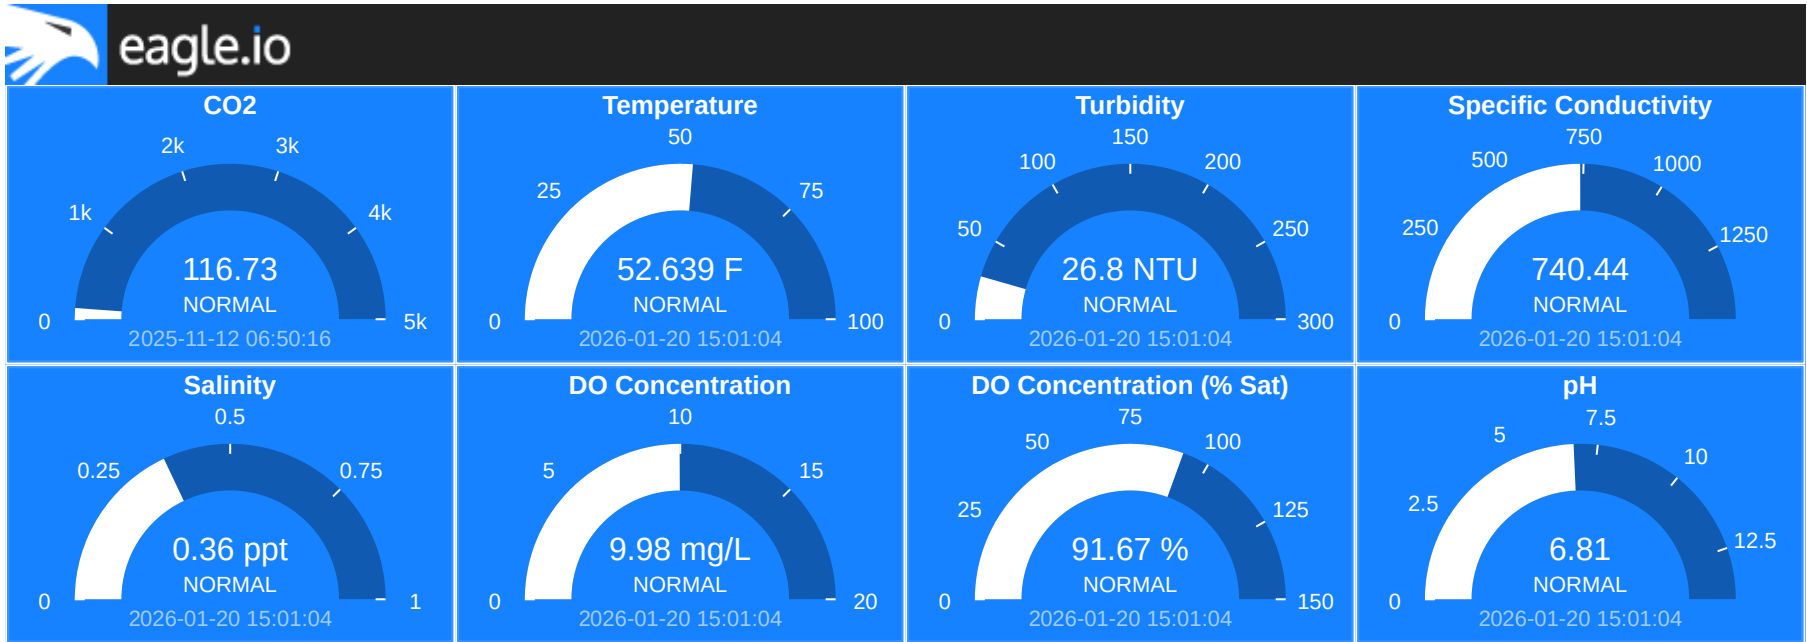 eagle.io
CO2
0
1k
2k
3k
4k
5k
116.73
NORMAL
2025-11-12 06:50:16
Temperature
0
25
50
75
100
52.639 F
NORMAL
2026-01-20 15:01:04
Turbidity
0
50
100
150
200
250
300
26.8 NTU
NORMAL
2026-01-20 15:01:04
Specific Conductivity
0
250
500
750
1000
1250
740.44
NORMAL
2026-01-20 15:01:04
Salinity
0
0.25
0.5
0.75
1
0.36 ppt
NORMAL
2026-01-20 15:01:04
DO Concentration
0
5
10
15
20
9.98 mg/L
NORMAL
2026-01-20 15:01:04
DO Concentration (% Sat)
0
25
50
75
100
125
150
91.67 %
NORMAL
2026-01-20 15:01:04
pH
0
2.5
5
7.5
10
12.5
6.81
NORMAL
2026-01-20 15:01:04